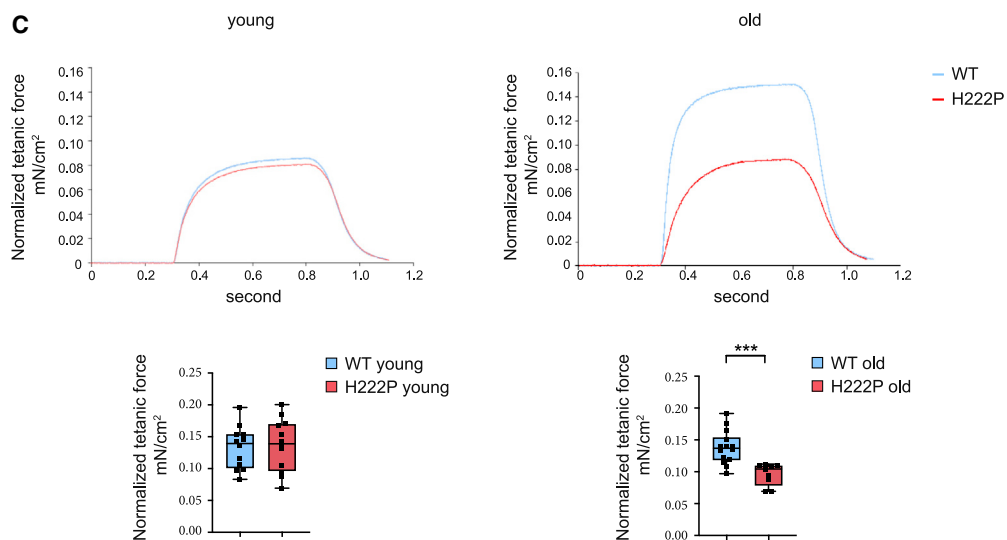 C
young
old
Normalized tetanic force
mN/cm²
0.16
0.14
0.12
0.10
0.08
0.06
0.04
0.02
0
0 0.2 0.4 0.6 0.8 1.0 1.2
second
Normalized tetanic force
mN/cm²
0.16
0.14
0.12
0.10
0.08
0.06
0.04
0.02
0
0 0.2 0.4 0.6 0.8 1.0 1.2
second
WT
H222P
Normalized tetanic force
mN/cm²
0.25
0.20
0.15
0.10
0.05
0.00
WT young
H222P young
Normalized tetanic force
mN/cm²
0.25
0.20
0.15
0.10
0.05
0.00
***
WT old
H222P old